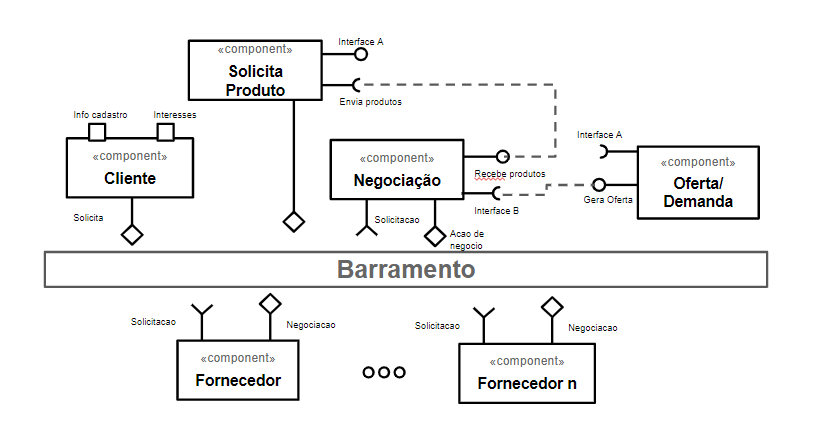 Interface A
«component»
Solicita
Produto
Envia produtos
Info cadastro
Interesses
«component»
Cliente
Solicita
«component»
Negociação
Recebe produtos
Interface B
Solicitacao
Acao de
negocio
Interface A
«component»
Oferta/
Demanda
Gera Oferta
Barramento
Solicitacao
Negociacao
«component»
Fornecedor
Solicitacao
Negociacao
«component»
Fornecedor n